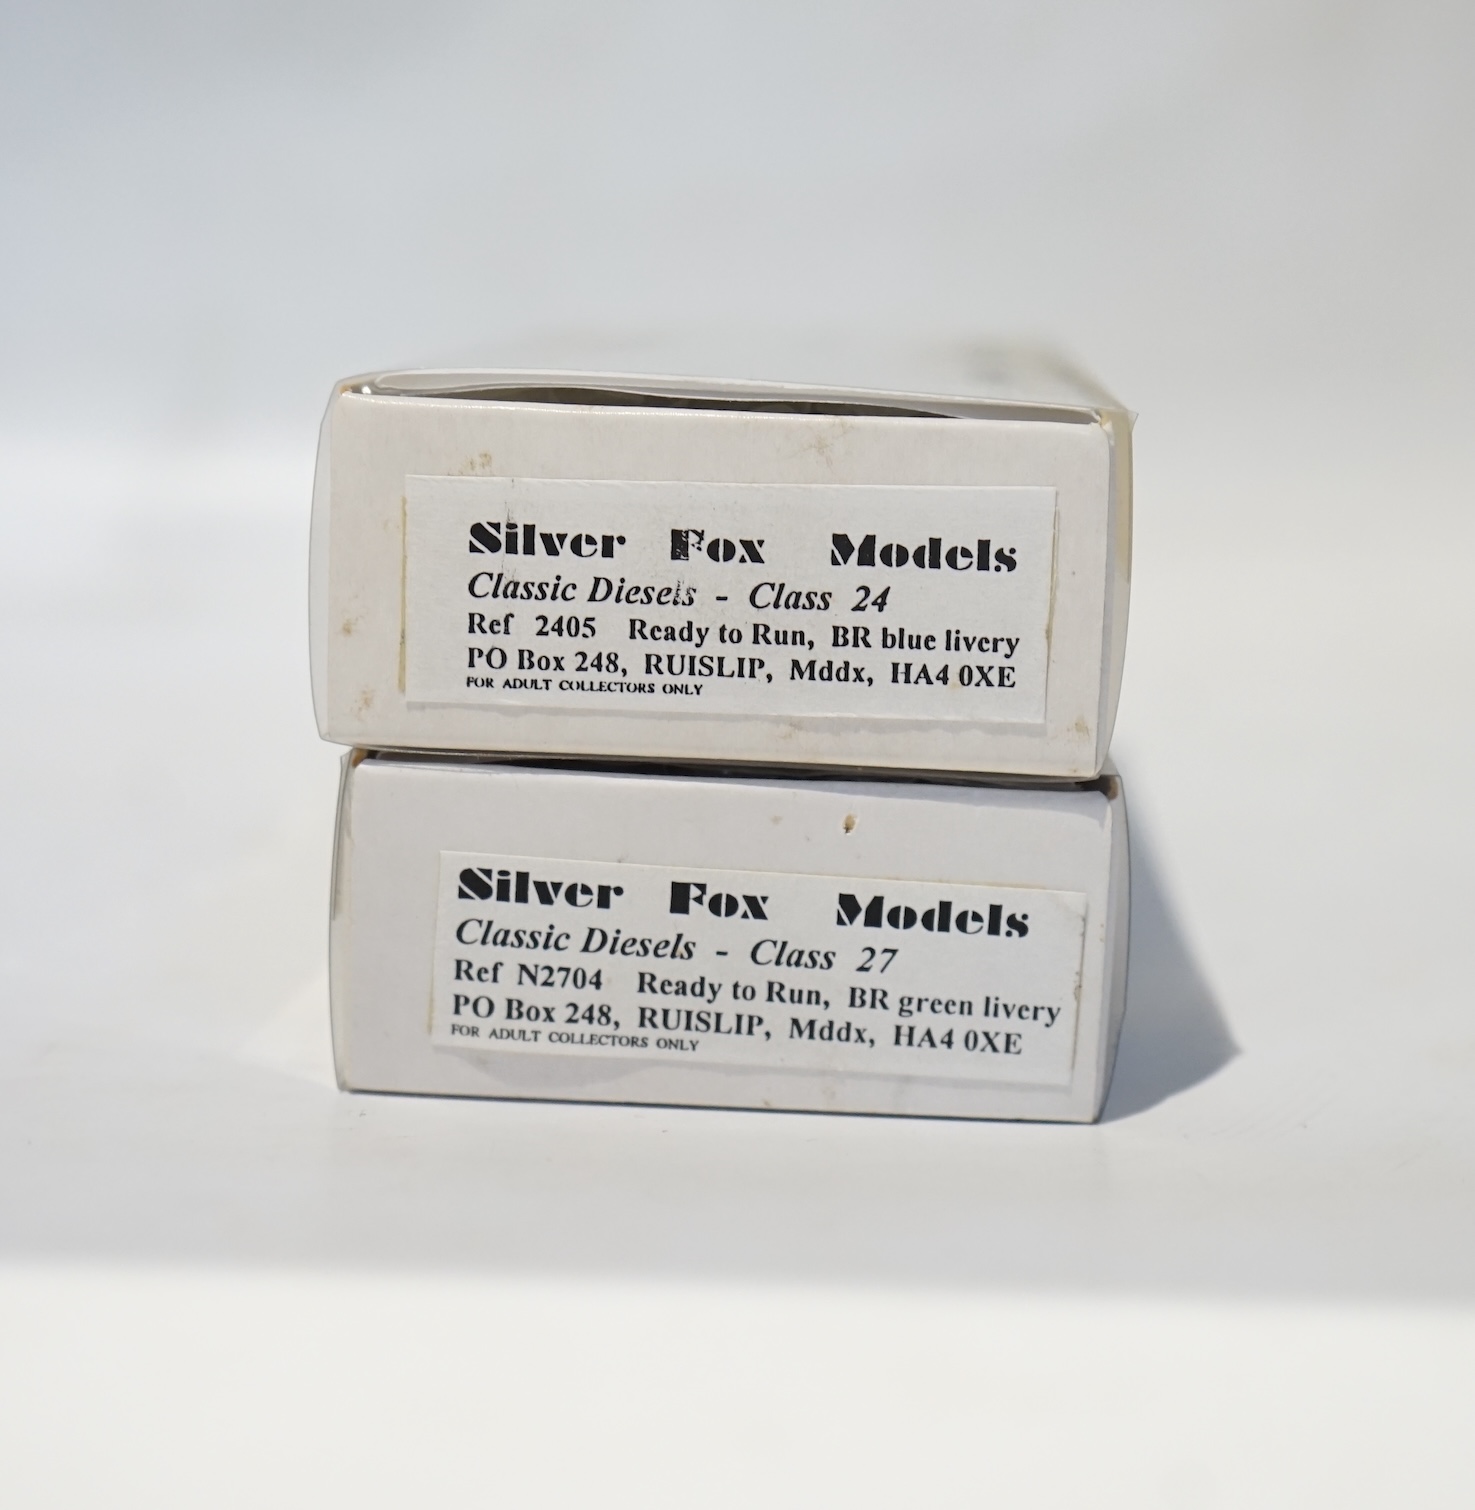 Silver Fox Models
Classic Diesels - Class 24
Ref 2405 Ready to Run, BR blue livery
PO Box 248, RUISLIP, Mddx, HA4 0XE
FOR ADULT COLLECTORS ONLY
Silver Fox Models
Classic Diesels - Class 27
Ref N2704 Ready to Run, BR green livery
PO Box 248, RUISLIP, Mddx, HA4 0XE
FOR ADULT COLLECTORS ONLY